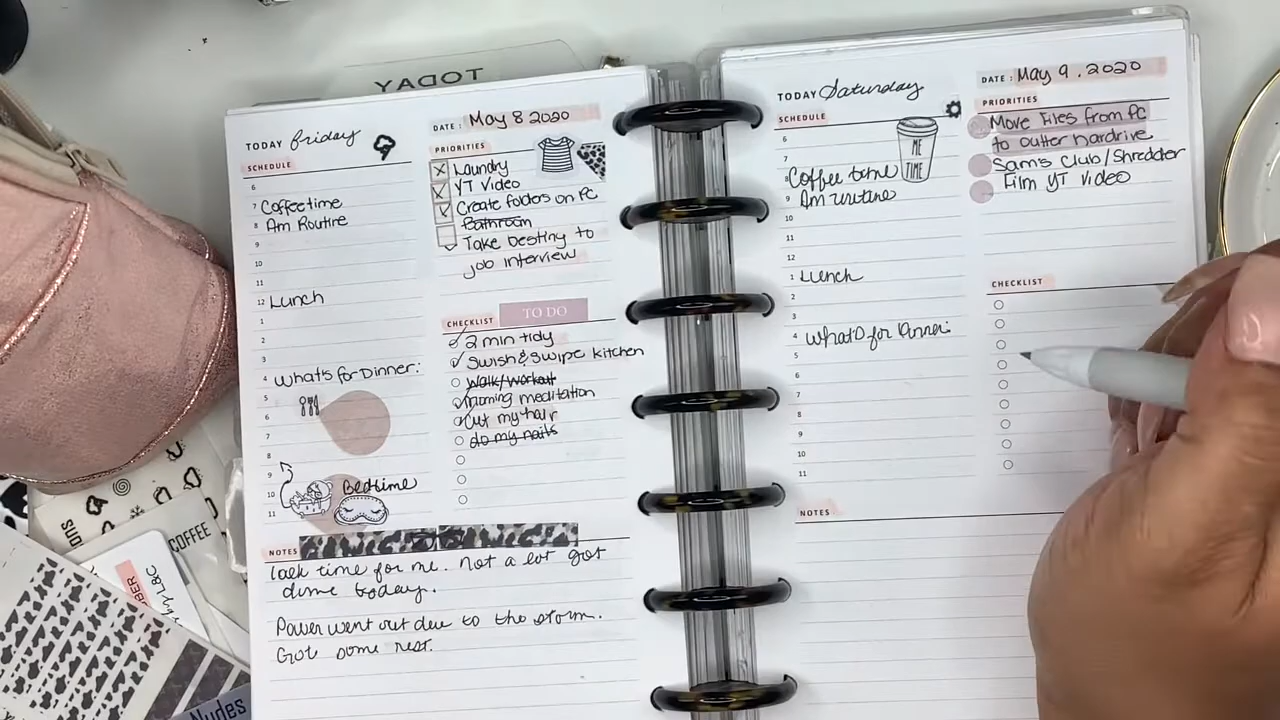 TODAY
TODAY Friday
DATE: May 8 2020
SCHEDULE
6
7 Coffee time
8 Am Routine
9
10
11
12 Lunch
1
2
3
4 What's for Dinner:
5
6
7
8
9
10 Bedtime
11
PRIORITIES
Laundry
YT Video
Create folders on PC
Bathroom
Take Destiny to
job interview
TO DO
CHECKLIST
2 min tidy
Swish & swipe kitchen
Walk/Workout
morning meditation
Cut my hair
do my nails
NOTES
Took time for me. Not a lot got
done today.
Power went out due to the storm.
Got some rest.
TODAY Saturday
DATE: May 9, 2020
SCHEDULE
6
7
8 Coffee time
9 Am routine
10
11
12
1 Lunch
2
3
4 What's for Dinner:
5
6
7
8
9
10
11
ME
TIME
PRIORITIES
Move Files from PC
to outter hardrive
Sam's Club/Shredder
Film YT Video
CHECKLIST
NOTES
COFFEE
Nudes